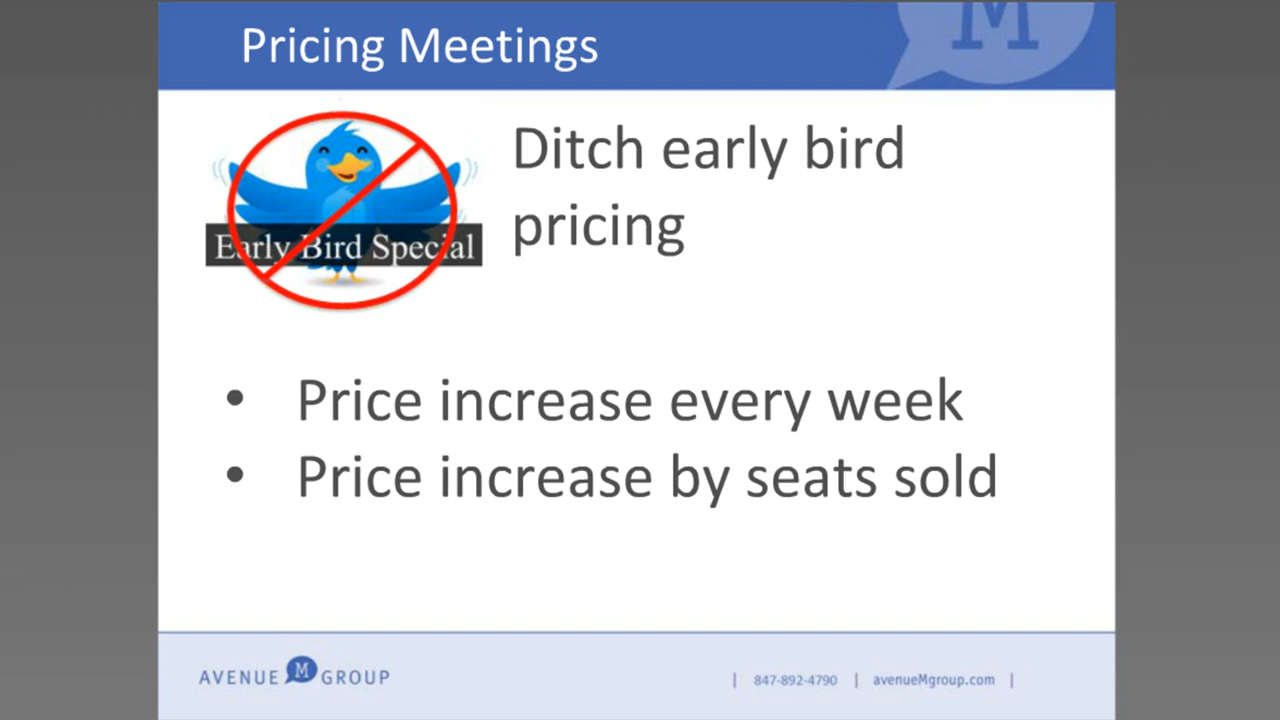 Pricing Meetings
M
Early Bird Special
Ditch early bird
pricing
• Price increase every week
• Price increase by seats sold
AVENUE M GROUP
| 847-892-4790 | avenueMgroup.com |